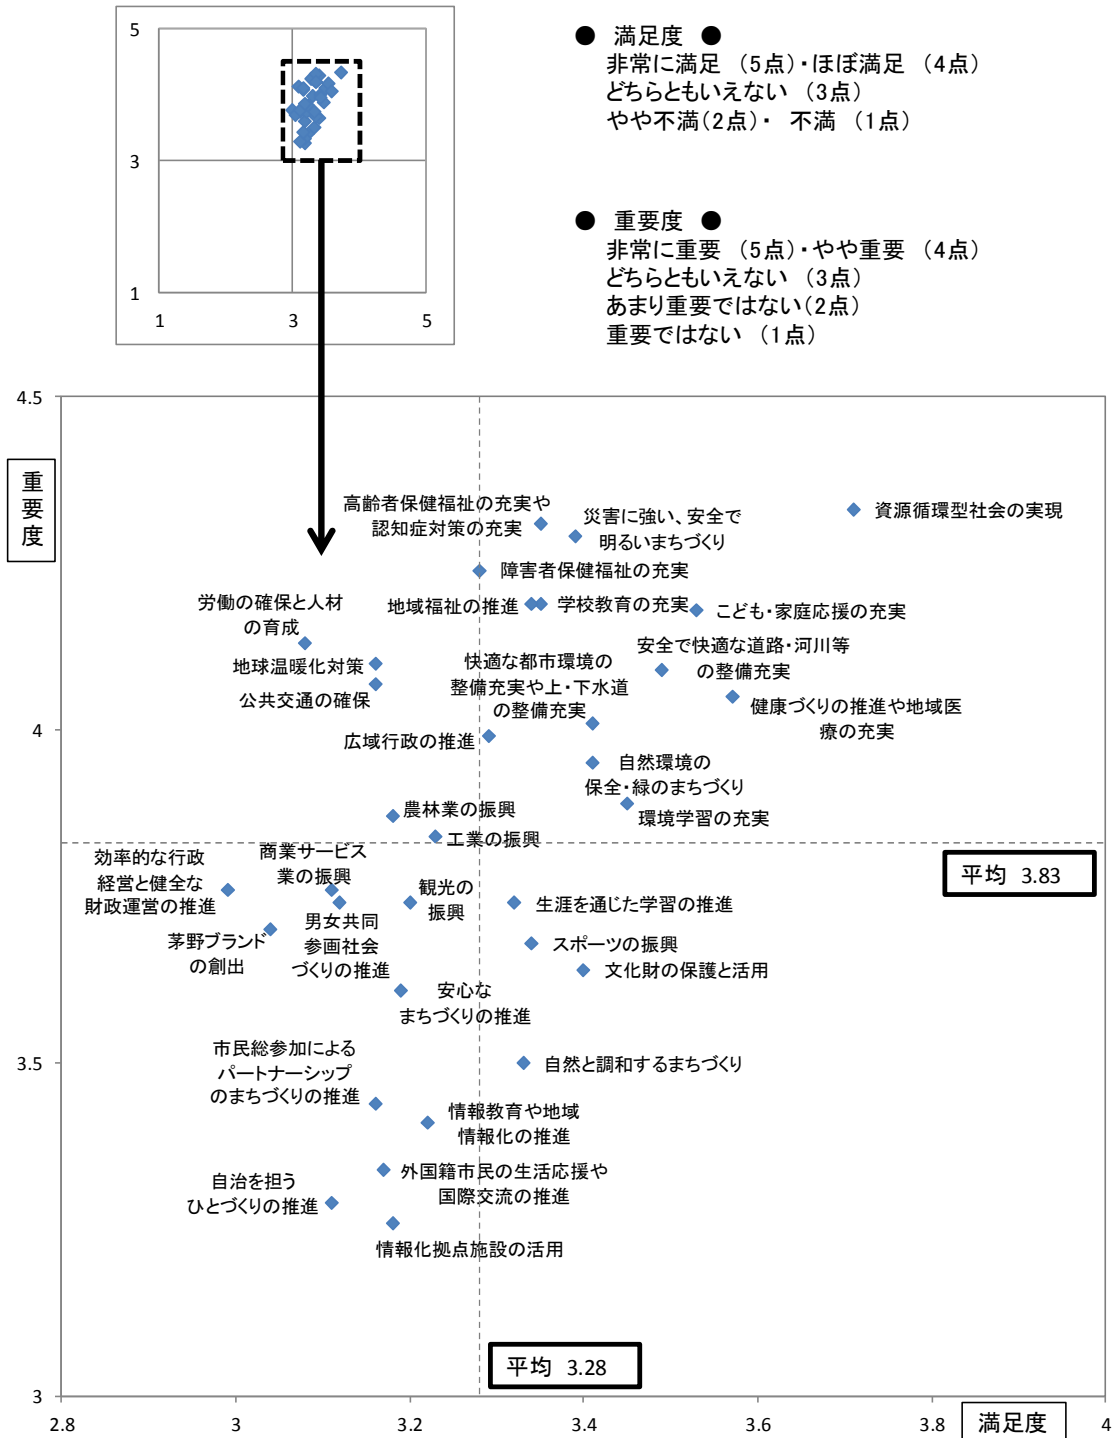 5
3
1
1
3
5
● 満足度 ●
非常に満足 (5点)・ほぼ満足 (4点)
どちらともいえない (3点)
やや不満(2点)・ 不満 (1点)
● 重要度 ●
非常に重要 (5点)・やや重要 (4点)
どちらともいえない (3点)
あまり重要ではない(2点)
重要ではない (1点)
4.5
重要度
高齢者保健福祉の充実や
認知症対策の充実
災害に強い、安全で
明るいまちづくり
資源循環型社会の実現
障害者保健福祉の充実
労働の確保と人材
の育成
地域福祉の推進
学校教育の充実
こども・家庭応援の充実
地球温暖化対策
公共交通の確保
快適な都市環境の
整備充実や上・下水道
の整備充実
安全で快適な道路・河川等
の整備充実
健康づくりの推進や地域医
療の充実
4
広域行政の推進
自然環境の
保全・緑のまちづくり
環境学習の充実
農林業の振興
工業の振興
平均 3.83
効率的な行政
経営と健全な
財政運営の推進
商業サービス
業の振興
観光の
振興
生涯を通じた学習の推進
茅野ブランド
の創出
男女共同
参画社会
づくりの推進
スポーツの振興
文化財の保護と活用
安心な
まちづくりの推進
3.5
市民総参加による
パートナーシップ
のまちづくりの推進
自然と調和するまちづくり
情報教育や地域
情報化の推進
自治を担う
ひとづくりの推進
外国籍市民の生活応援や
国際交流の推進
情報化拠点施設の活用
平均 3.28
3
2.8
3
3.2
3.4
3.6
3.8
満足度
4